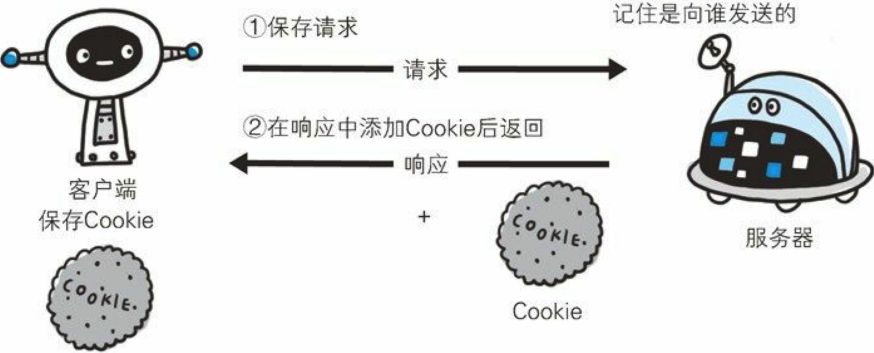 ①保存请求
记住是向谁发送的
请求
②在响应中添加Cookie后返回
响应
客户端
保存Cookie
+
COOKIE.
服务器
COOKIE.
Cookie